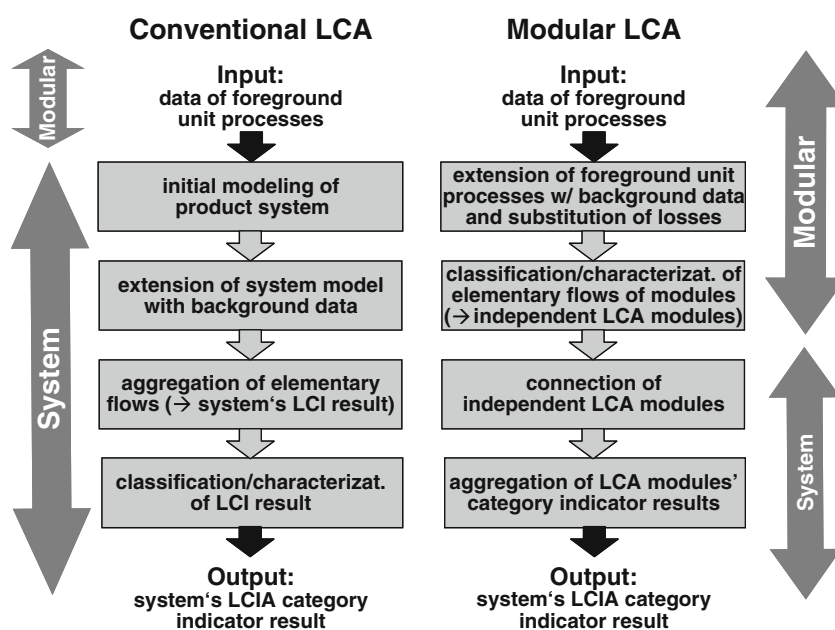 Conventional LCA
Modular
Input:
data of foreground
unit processes
System
initial modeling of
product system
extension of system model
with background data
aggregation of elementary
flows (→ system‘s LCI result)
classification/characterizat.
of LCI result
Output:
system‘s LCIA category
indicator result
Modular LCA
Input:
data of foreground
unit processes
Modular
extension of foreground unit
processes w/ background data
and substitution of losses
classification/characterizat. of
elementary flows of modules
(→ independent LCA modules)
System
connection of
independent LCA modules
aggregation of LCA modules’
category indicator results
Output:
system‘s LCIA category
indicator result